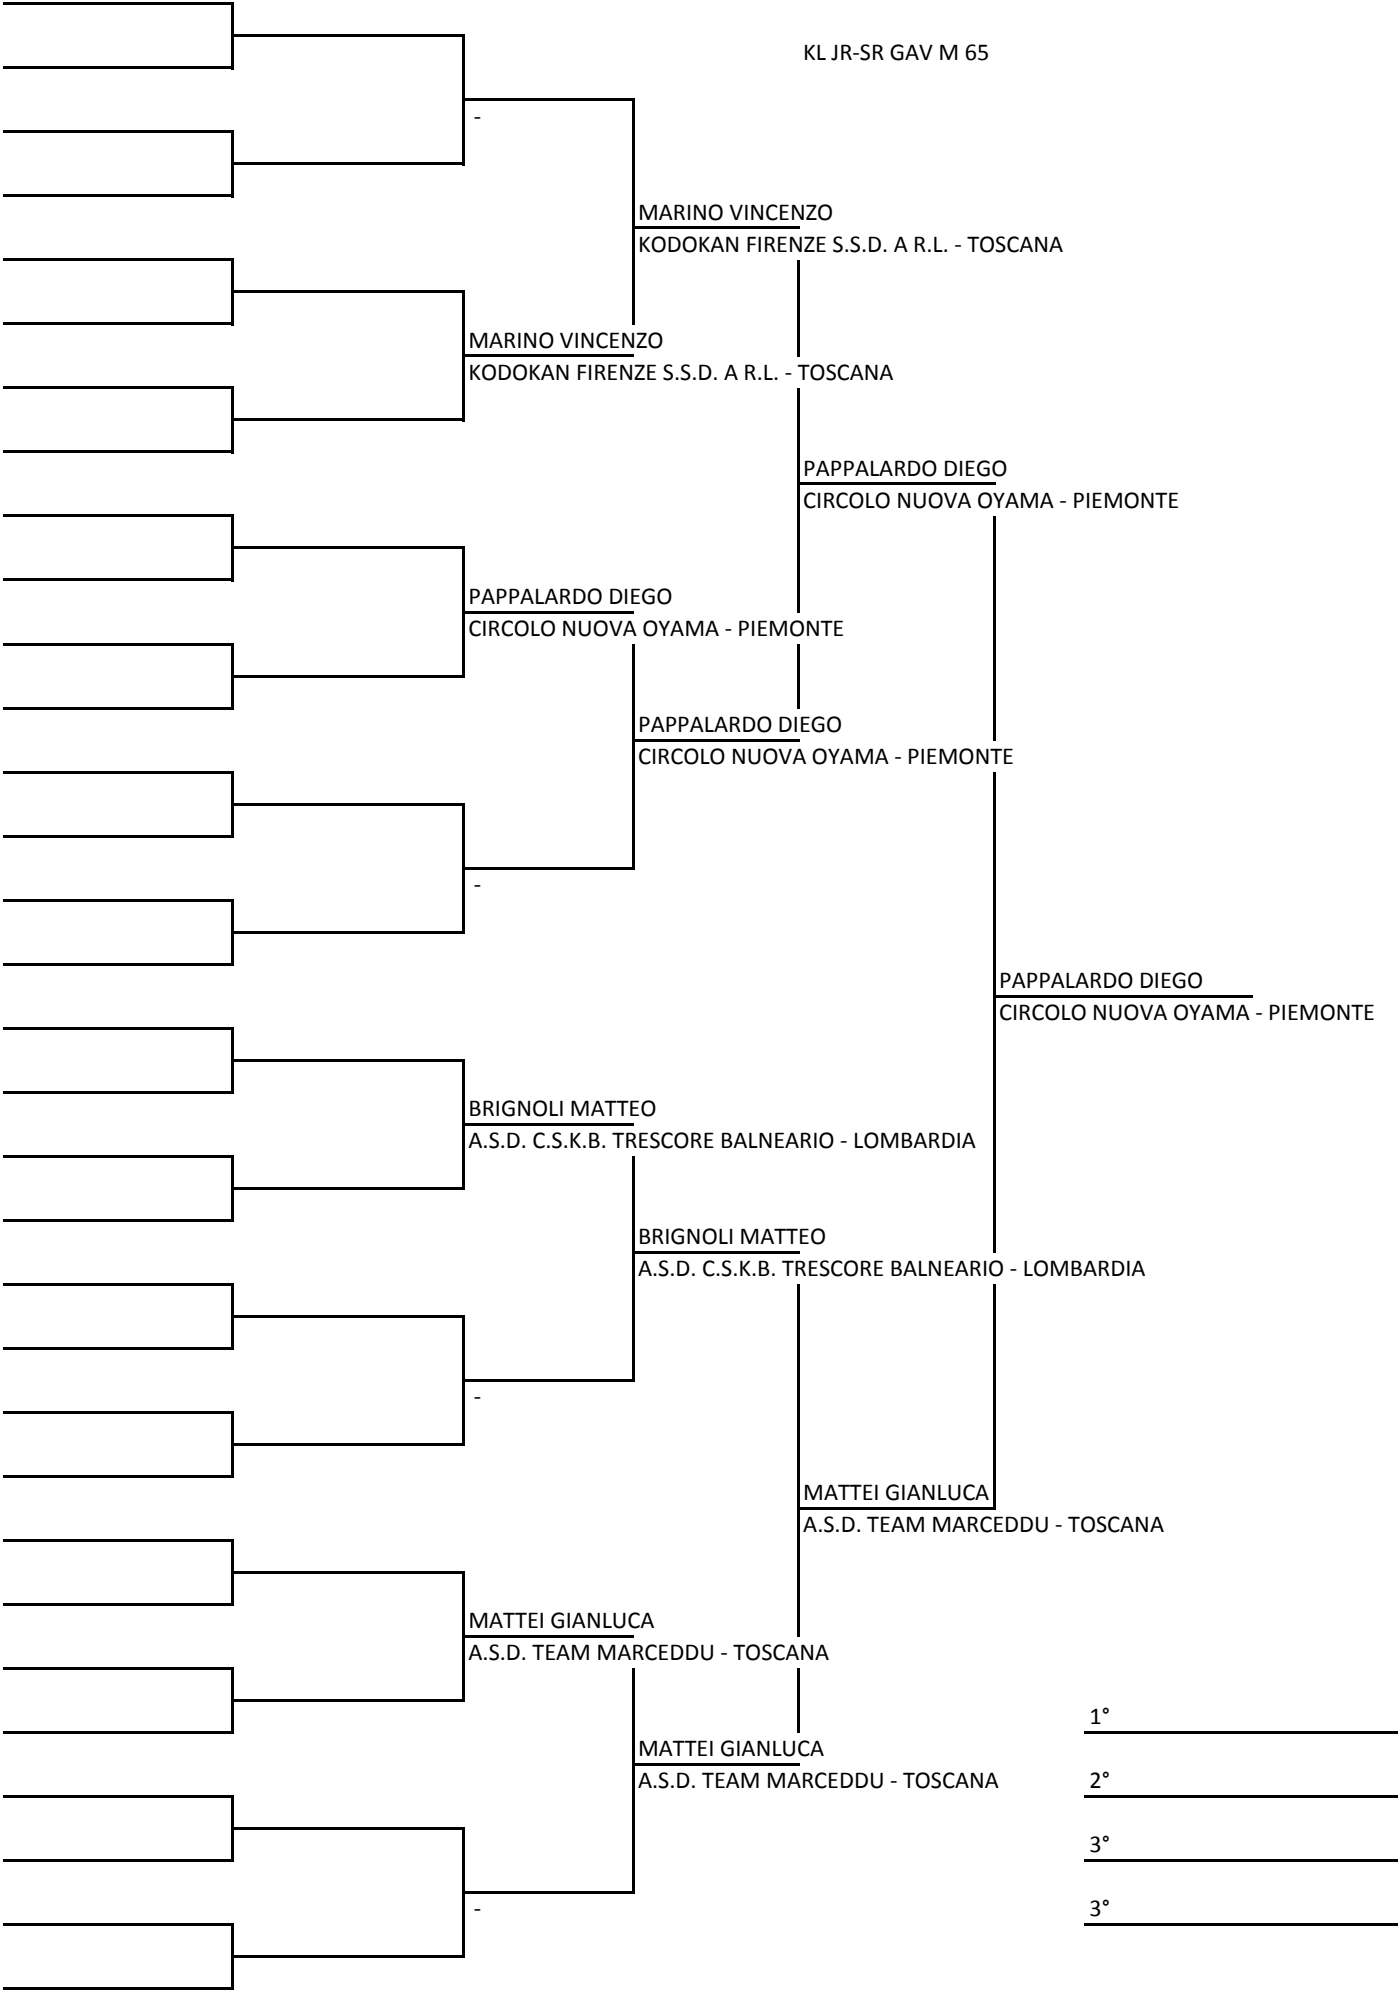 KL JR-SR GAV M 65
-
MARINO VINCENZO
KODOKAN FIRENZE S.S.D. A R.L. - TOSCANA
MARINO VINCENZO
KODOKAN FIRENZE S.S.D. A R.L. - TOSCANA
PAPPALARDO DIEGO
CIRCOLO NUOVA OYAMA - PIEMONTE
PAPPALARDO DIEGO
CIRCOLO NUOVA OYAMA - PIEMONTE
PAPPALARDO DIEGO
CIRCOLO NUOVA OYAMA - PIEMONTE
-
PAPPALARDO DIEGO
CIRCOLO NUOVA OYAMA - PIEMONTE
BRIGNOLI MATTEO
A.S.D. C.S.K.B. TRESCORE BALNEARIO - LOMBARDIA
BRIGNOLI MATTEO
A.S.D. C.S.K.B. TRESCORE BALNEARIO - LOMBARDIA
-
MATTEI GIANLUCA
A.S.D. TEAM MARCEDDU - TOSCANA
MATTEI GIANLUCA
A.S.D. TEAM MARCEDDU - TOSCANA
1°
MATTEI GIANLUCA
A.S.D. TEAM MARCEDDU - TOSCANA
2°
3°
-
3°